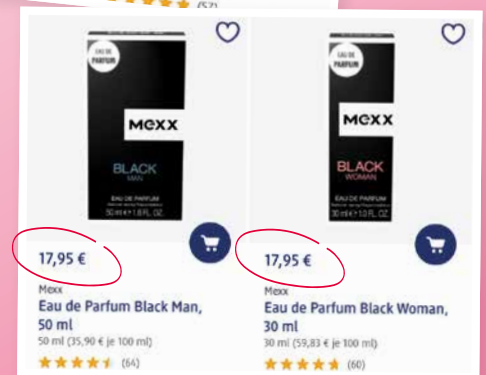 (57)
EAU DE
PARFUM
MEXX
BLACK
MAN
EAU DE PARFUM
50 ml ℮ 1.6 FL. OZ.
17,95 €
Mexx
Eau de Parfum Black Man,
50 ml
50 ml (35,90 € je 100 ml)
(64)
EAU DE
PARFUM
MEXX
BLACK
WOMAN
EAU DE PARFUM
30 ml ℮ 1.0 FL. OZ.
17,95 €
Mexx
Eau de Parfum Black Woman,
30 ml
30 ml (59,83 € je 100 ml)
(60)